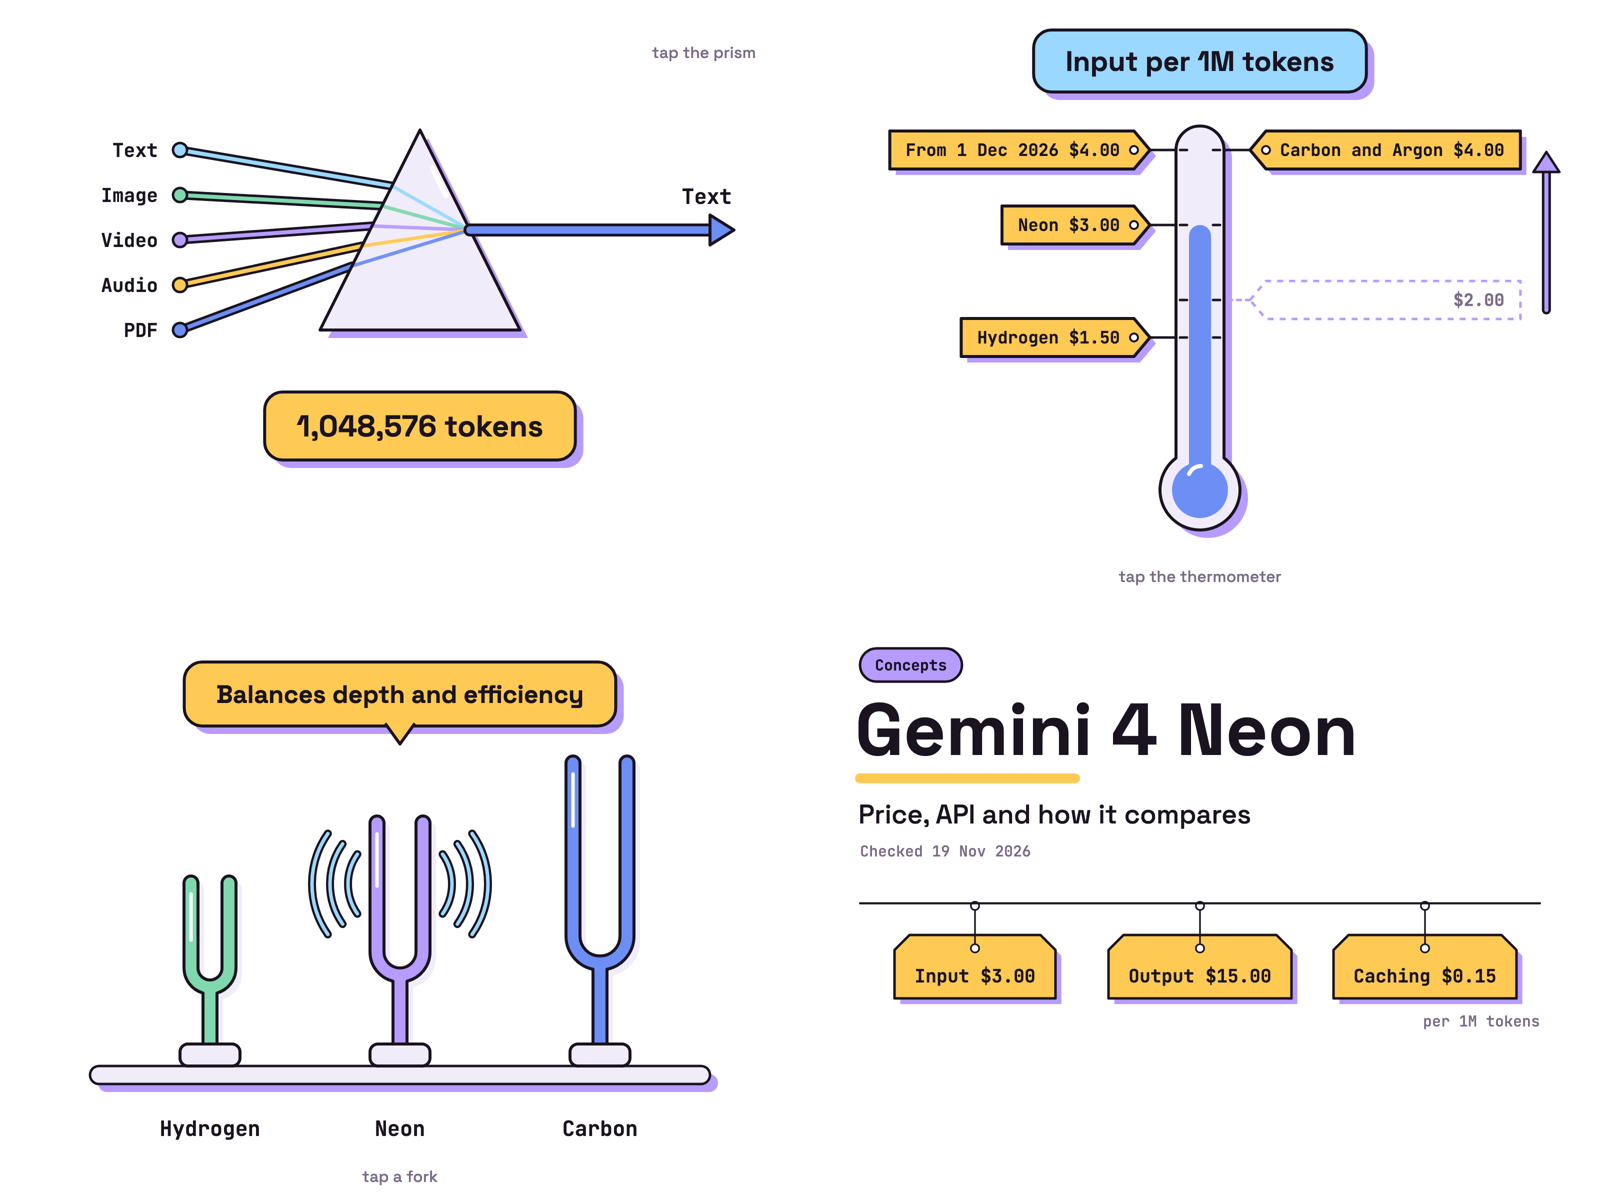 tap the prism
Text
Image
Video
Audio
PDF
Text
1,048,576 tokens
Input per 1M tokens
From 1 Dec 2026 $4.00
Carbon and Argon $4.00
Neon $3.00
$2.00
Hydrogen $1.50
tap the thermometer
Balances depth and efficiency
Hydrogen
Neon
Carbon
tap a fork
Concepts
Gemini 4 Neon
Price, API and how it compares
Checked 19 Nov 2026
Input $3.00
Output $15.00
Caching $0.15
per 1M tokens